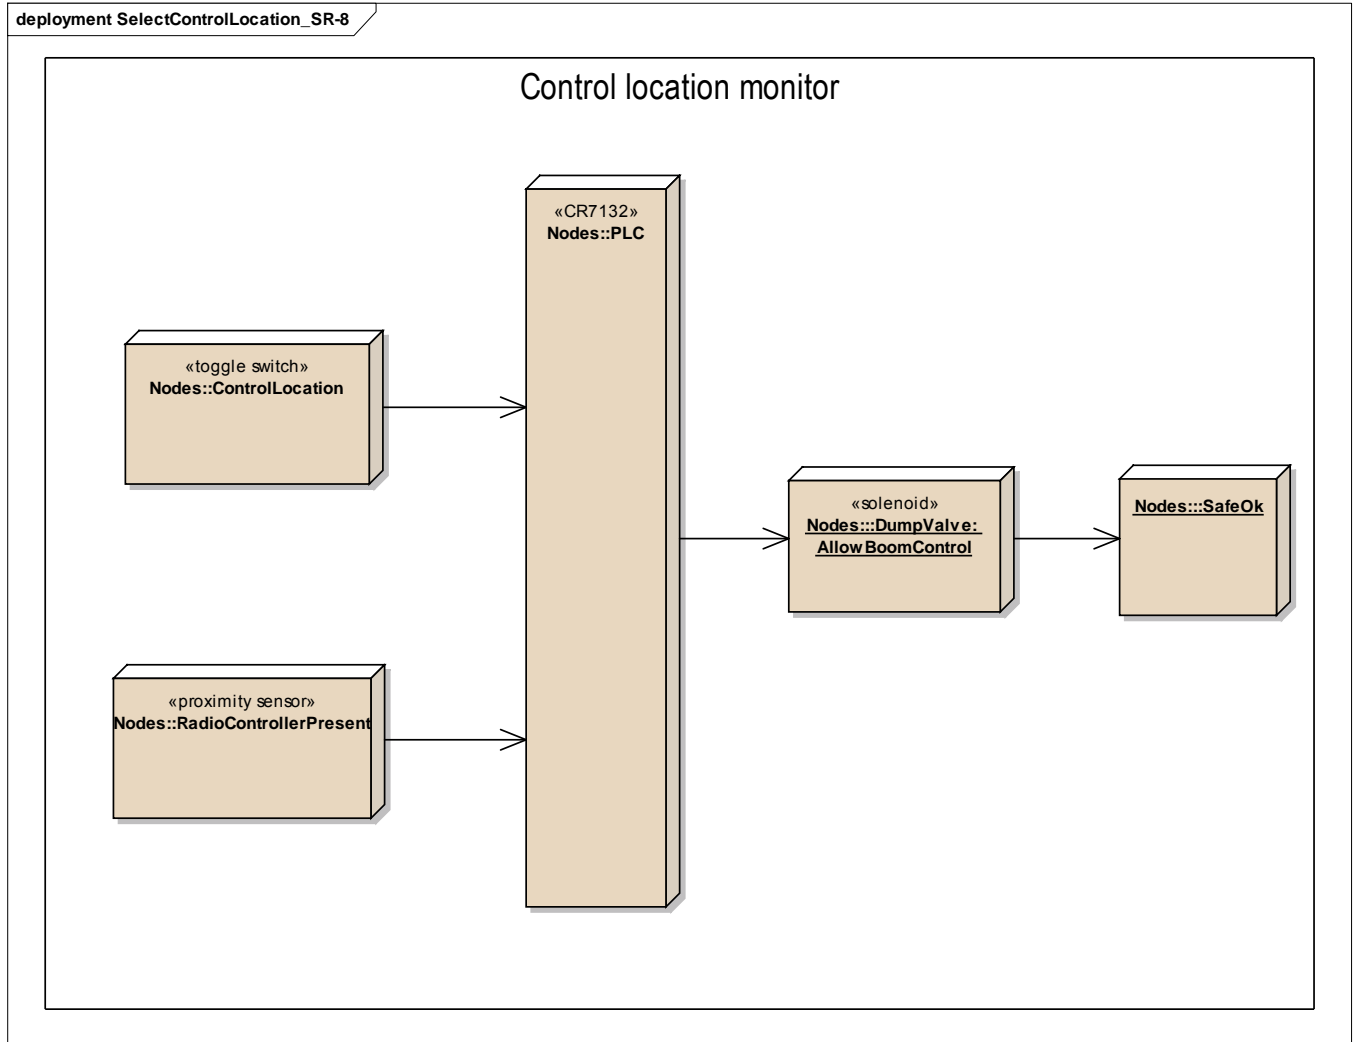 deployment SelectControlLocation_SR-8
Control location monitor
«CR7132»
Nodes::PLC
«toggle switch»
Nodes::ControlLocation
«solenoid»
Nodes:::DumpValve:
AllowBoomControl
Nodes:::SafeOk
«proximity sensor»
Nodes::RadioControllerPresent